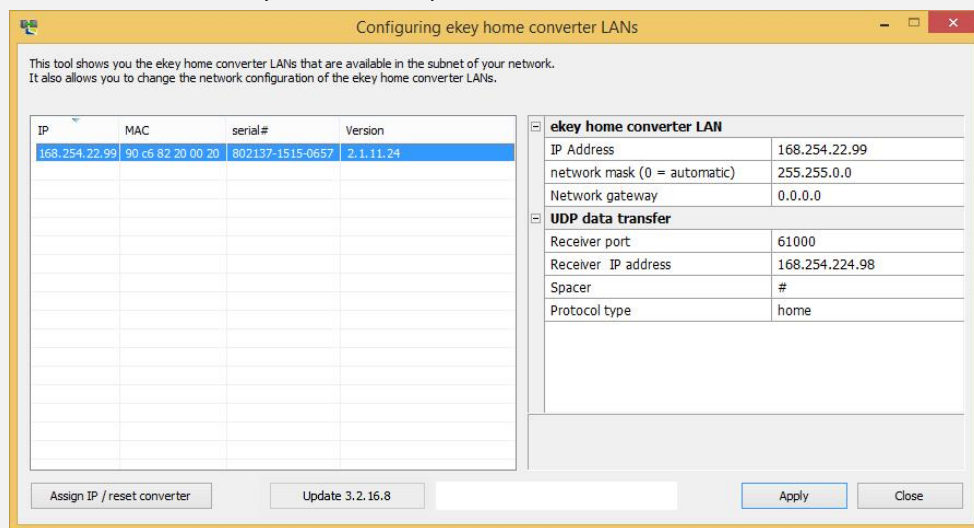 Configuring ekey home converter LANs
This tool shows you the ekey home converter LANs that are available in the subnet of your network.
It also allows you to change the network configuration of the ekey home converter LANs.
IP MAC serial# Version
168.254.22.99 90 c6 82 20 00 20 802137-1515-0657 2.1.11.24
ekey home converter LAN
IP Address 168.254.22.99
network mask (0 = automatic) 255.255.0.0
Network gateway 0.0.0.0
UDP data transfer
Receiver port 61000
Receiver IP address 168.254.224.98
Spacer #
Protocol type home
Assign IP / reset converter Update 3.2.16.8 Apply Close